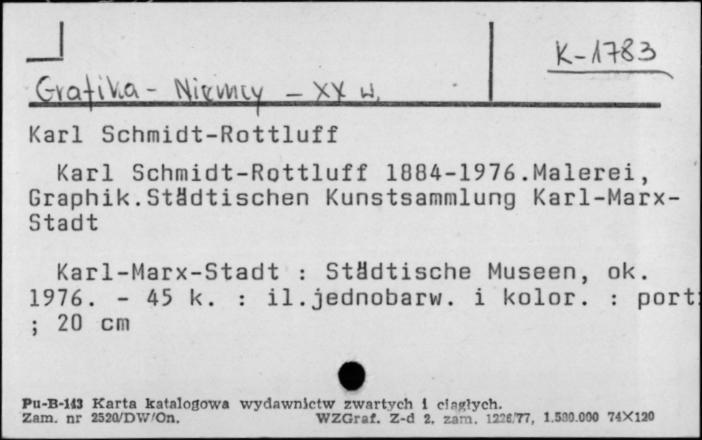 K-1783
Grafika - Niemcy - XX w.
Karl Schmidt-Rottluff
Karl Schmidt-Rottluff 1884-1976.Malerei,
Graphik.Städtischen Kunstsammlung Karl-Marx-
Stadt
Karl-Marx-Stadt : Städtische Museen, ok.
1976. - 45 k. : il.jednobarw. i kolor. : port.
; 20 cm
Pu-B-143 Karta katalogowa wydawnictw zwartych i ciągłych.
Zam. nr 2520/DW/On. WZGraf. Z-d 2. zam. 1226/77, 1.500.000 74×120